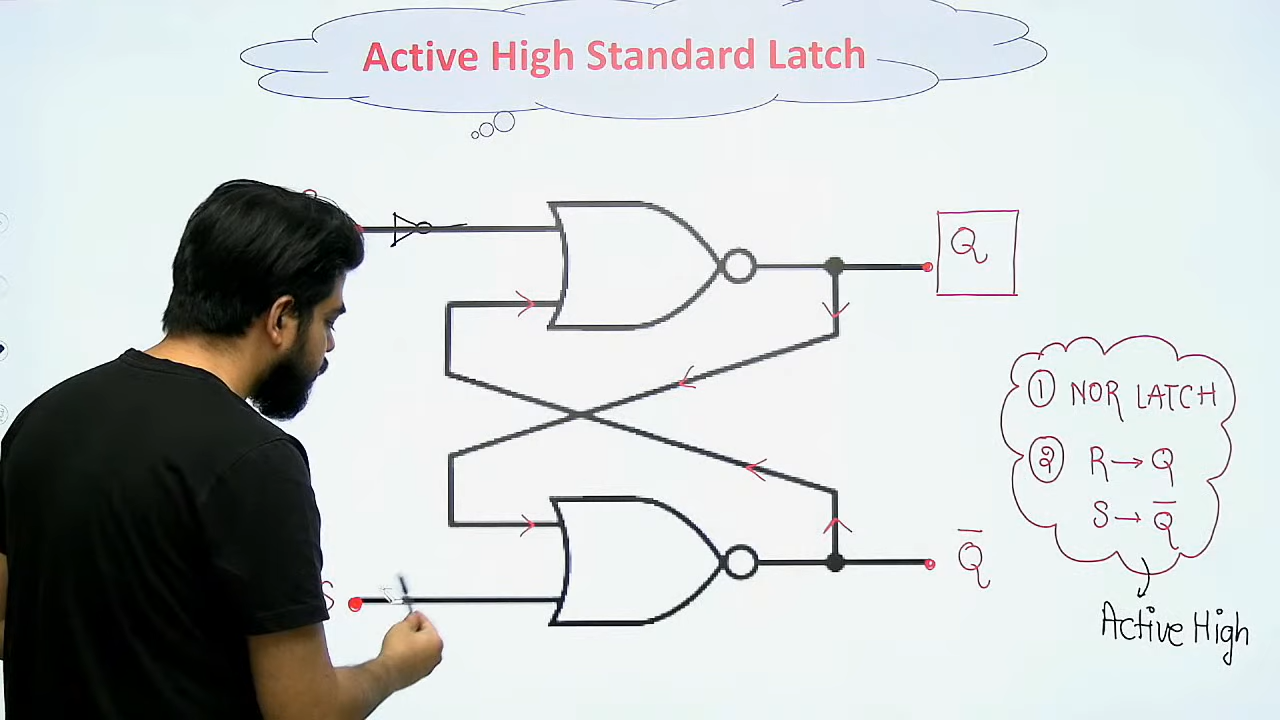 Active High Standard Latch
Q
① NOR LATCH
② R → Q
S → Q̅
S
Q̅
Active High